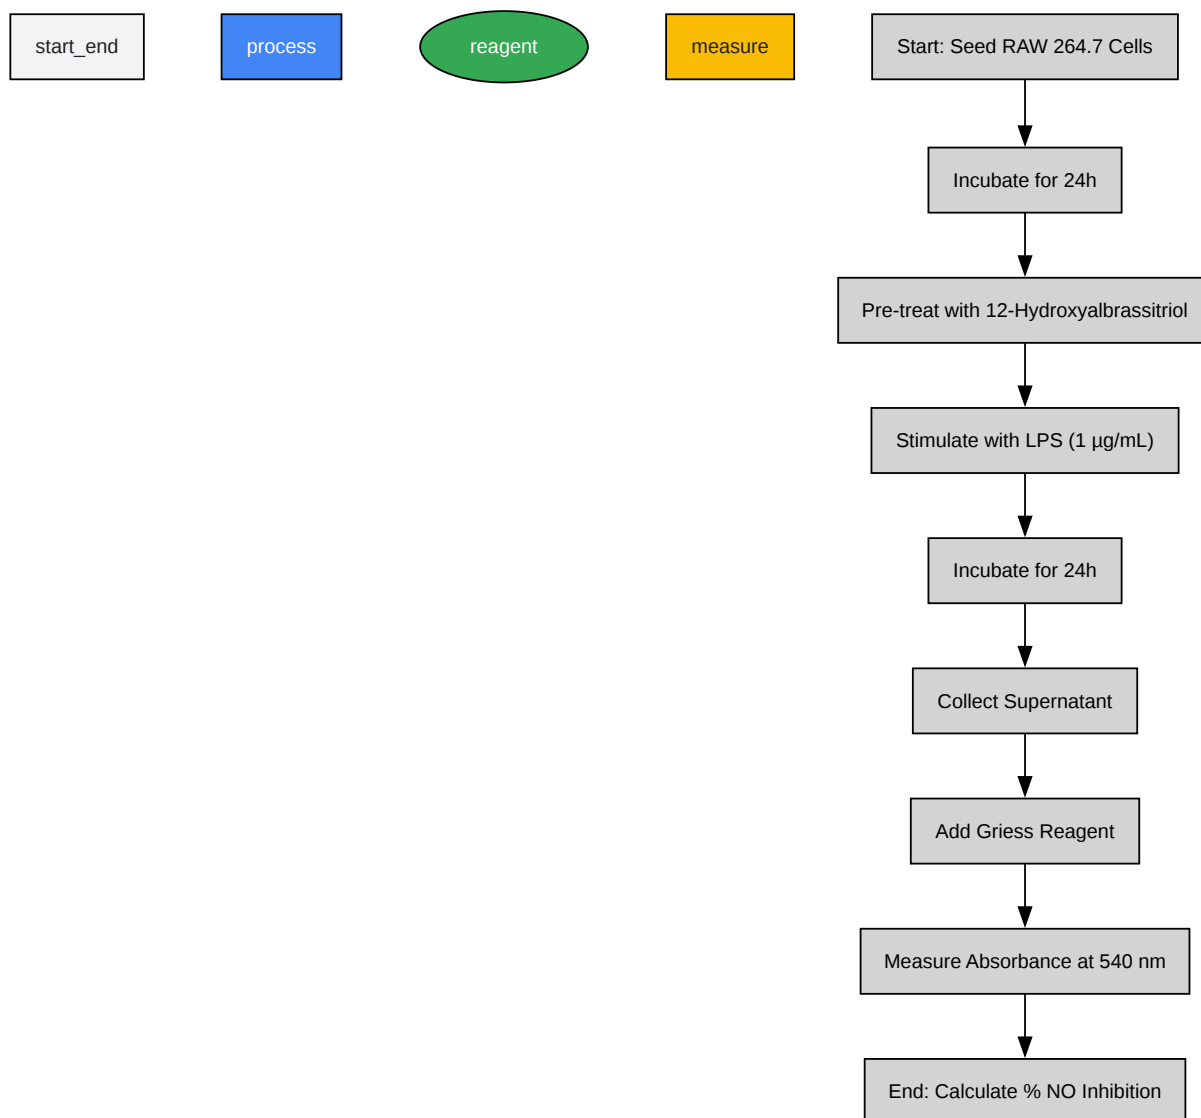 start_end
process
reagent
measure
Start: Seed RAW 264.7 Cells
Incubate for 24h
Pre-treat with 12-Hydroxyalbrassitriol
Stimulate with LPS (1 µg/mL)
Incubate for 24h
Collect Supernatant
Add Griess Reagent
Measure Absorbance at 540 nm
End: Calculate % NO Inhibition